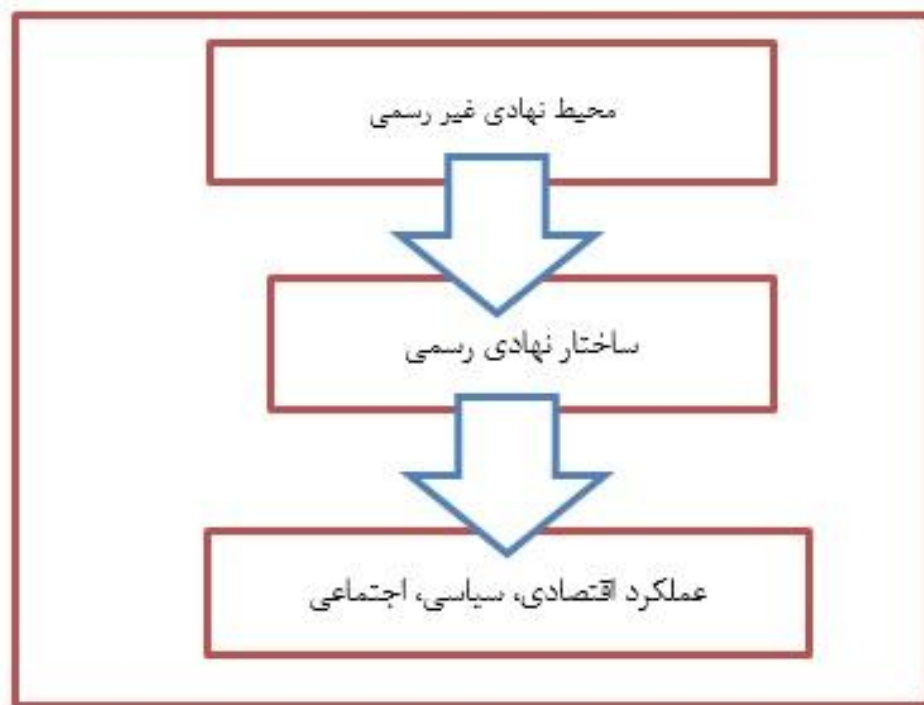 محیط نهادی غیر رسمی
ساختار نهادی رسمی
عملکرد اقتصادی، سیاسی، اجتماعی